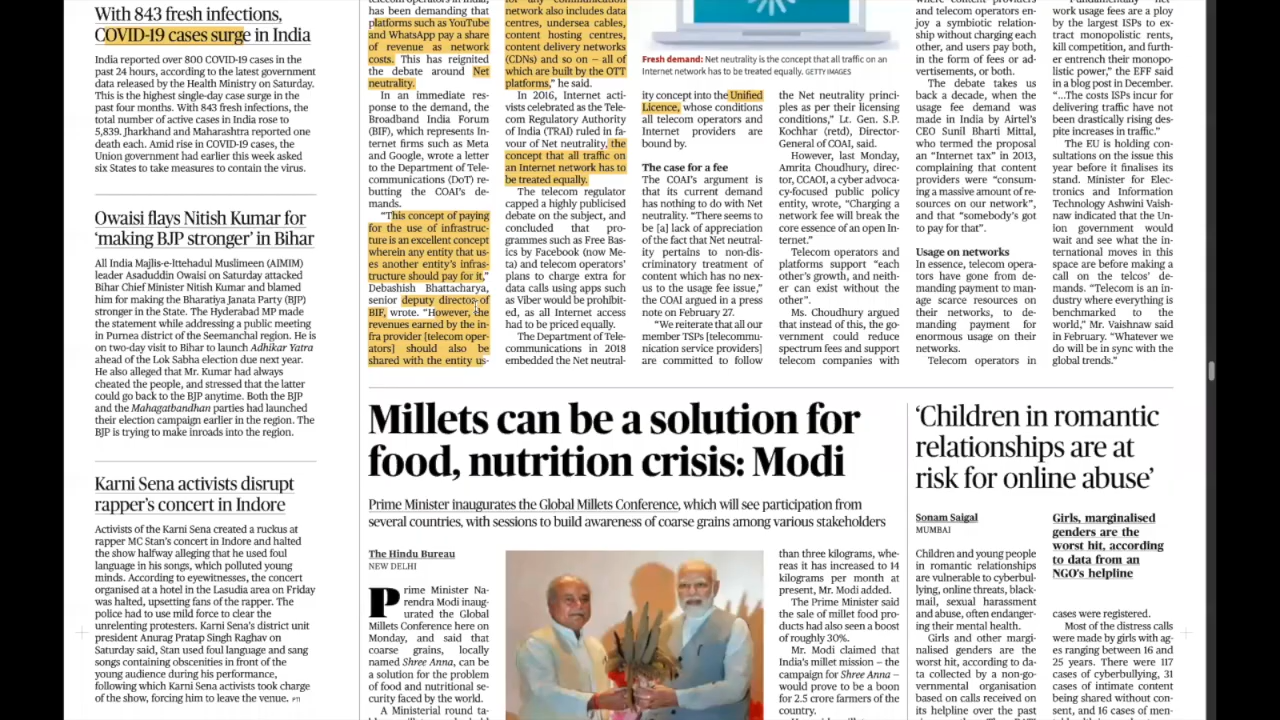 With 843 fresh infections,
COVID-19 cases surge in India
India reported over 800 COVID-19 cases in the
past 24 hours, according to the latest government
data released by the Health Ministry on Saturday.
This is the highest single-day case surge in the
past four months. With 843 fresh infections, the
total number of active cases in India rose to
5,839. Jharkhand and Maharashtra reported one
death each. Amid rise in COVID-19 cases, the
Union government had earlier this week asked
six States to take measures to contain the virus.
Owaisi flays Nitish Kumar for
‘making BJP stronger’ in Bihar
All India Majlis-e-Ittehadul Muslimeen (AIMIM)
leader Asaduddin Owaisi on Saturday attacked
Bihar Chief Minister Nitish Kumar and blamed
him for making the Bharatiya Janata Party (BJP)
stronger in the State. The Hyderabad MP made
the statement while addressing a public meeting
in Purnea district of the Seemanchal region. He is
on two-day visit to Bihar to launch Adhikar Yatra
ahead of the Lok Sabha election due next year.
He also alleged that Mr. Kumar had always
cheated the people, and stressed that the latter
could go back to the BJP anytime. Both the BJP
and the Mahagatbandhan parties had launched
their election campaign earlier in the region. The
BJP is trying to make inroads into the region.
Karni Sena activists disrupt
rapper’s concert in Indore
Activists of the Karni Sena created a ruckus at
rapper MC Stan’s concert in Indore and halted
the show halfway alleging that he used foul
language in his songs, which polluted young
minds. According to eyewitnesses, the concert
organised at a hotel in the Lasudia area on Friday
was halted, upsetting fans of the rapper. The
police had to use mild force to clear the
unrelenting protesters. Karni Sena’s district unit
president Anurag Pratap Singh Raghav on
Saturday said, Stan used foul language and sang
songs containing obscenities in front of the
young audience during his performance,
following which Karni Sena activists took charge
of the show, forcing him to leave the venue. PTI
telecom operators in India,
has been demanding that
platforms such as YouTube
and WhatsApp pay a share
of revenue as network
costs. This has reignited
the debate around Net
neutrality.
In an immediate res-
ponse to the demand, the
Broadband India Forum
(BIF), which represents In-
ternet firms such as Meta
and Google, wrote a letter
to the Department of Tele-
communications (DoT) re-
butting the COAI’s de-
mands.
“This concept of paying
for the use of infrastruc-
ture is an excellent concept
wherein any entity that us-
es another entity’s infras-
tructure should pay for it,”
Debashish Bhattacharya,
senior deputy director of
BIF, wrote. “However, the
revenues earned by the in-
fra provider [telecom oper-
ators] should also be
shared with the entity us-
for any communication
network also includes data
centres, undersea cables,
content hosting centres,
content delivery networks
(CDNs) and so on – all of
which are built by the OTT
platforms,” he said.
In 2016, Internet acti-
vists celebrated as the Tele-
com Regulatory Authority
of India (TRAI) ruled in fa-
vour of Net neutrality, the
concept that all traffic on
an Internet network has to
be treated equally.
The telecom regulator
capped a highly publicised
debate on the subject, and
concluded that pro-
grammes such as Free Bas-
ics by Facebook (now Me-
ta) and telecom operators’
plans to charge extra for
data calls using apps such
as Viber would be prohibit-
ed, as all Internet access
had to be priced equally.
The Department of Tele-
communications in 2018
embedded the Net neutral-
Fresh demand: Net neutrality is the concept that all traffic on an
Internet network has to be treated equally. GETTY IMAGES
ity concept into the Unified
Licence, whose conditions
all telecom operators and
Internet providers are
bound by.
The case for a fee
The COAI’s argument is
that its current demand
has nothing to do with Net
neutrality. “There seems to
be [a] lack of appreciation
of the fact that Net neutral-
ity pertains to non-dis-
criminatory treatment of
content which has no nex-
us to the usage fee issue,”
the COAI argued in a press
note on February 27.
“We reiterate that all our
member TSPs [telecommu-
nication service providers]
are committed to follow
the Net neutrality princi-
ples as per their licensing
conditions,” Lt. Gen. S.P.
Kochhar (retd), Director-
General of COAI, said.
However, last Monday,
Amrita Choudhury, direc-
tor, CCAOI, a cyber advoca-
cy-focused public policy
entity, wrote, “Charging a
network fee will break the
core essence of an open In-
ternet.”
Telecom operators and
platforms support “each
other’s growth, and neith-
er can exist without the
other”.
Ms. Choudhury argued
that instead of this, the go-
vernment could reduce
spectrum fees and support
telecom companies with
where content providers
and telecom operators en-
joy a symbiotic relation-
ship without charging each
other, and users pay both,
in the form of fees or ad-
vertisements, or both.
The debate takes us
back a decade, when the
usage fee demand was
made in India by Airtel’s
CEO Sunil Bharti Mittal,
who termed the proposal
an “Internet tax” in 2013,
complaining that content
providers were “consum-
ing a massive amount of re-
sources on our network”,
and that “somebody’s got
to pay for that”.
Usage on networks
In essence, telecom opera-
tors have gone from de-
manding payment to man-
age scarce resources on
their networks, to de-
manding payment for
enormous usage on their
networks.
Telecom operators in
“Fundamentally, net-
work usage fees are a ploy
by the largest ISPs to ex-
tract monopolistic rents,
kill competition, and furth-
er entrench their monopo-
listic power,” the EFF said
in a blog post in December.
“...The costs ISPs incur for
delivering traffic have not
been drastically rising des-
pite increases in traffic.”
The EU is holding con-
sultations on the issue this
year before it finalises its
stand. Minister for Elec-
tronics and Information
Technology Ashwini Vaish-
naw indicated that the Un-
ion government would
wait and see what the in-
ternational moves in this
space are before making a
call on the telcos’ de-
mands. “Telecom is an in-
dustry where everything is
benchmarked to the
world,” Mr. Vaishnaw said
in February. “Whatever we
do will be in sync with the
global trends.”
Millets can be a solution for
food, nutrition crisis: Modi
Prime Minister inaugurates the Global Millets Conference, which will see participation from
several countries, with sessions to build awareness of coarse grains among various stakeholders
The Hindu Bureau
NEW DELHI
Prime Minister Na-
rendra Modi inaug-
urated the Global
Millets Conference here on
Monday, and said that
coarse grains, locally
named Shree Anna, can be
a solution for the problem
of food and nutritional se-
curity faced by the world.
A Ministerial round ta-
than three kilograms, whe-
reas it has increased to 14
kilograms per month at
present, Mr. Modi added.
The Prime Minister said
the sale of millet food pro-
ducts had also seen a boost
of roughly 30%.
Mr. Modi claimed that
India’s millet mission – the
campaign for Shree Anna –
would prove to be a boon
for 2.5 crore farmers of the
country.
‘Children in romantic
relationships are at
risk for online abuse’
Sonam Saigal
MUMBAI
Children and young people
in romantic relationships
are vulnerable to cyberbul-
lying, online threats, black-
mail, sexual harassment
and abuse, often endanger-
ing their mental health.
Girls and other margi-
nalised genders are the
worst hit, according to da-
ta collected by a non-go-
vernmental organisation
based on calls received on
its helpline over the past
Girls, marginalised
genders are the
worst hit, according
to data from an
NGO’s helpline
cases were registered.
Most of the distress calls
were made by girls with ag-
es ranging between 16 and
25 years. There were 117
cases of cyberbullying, 31
cases of intimate content
being shared without con-
sent, and 16 cases of men-